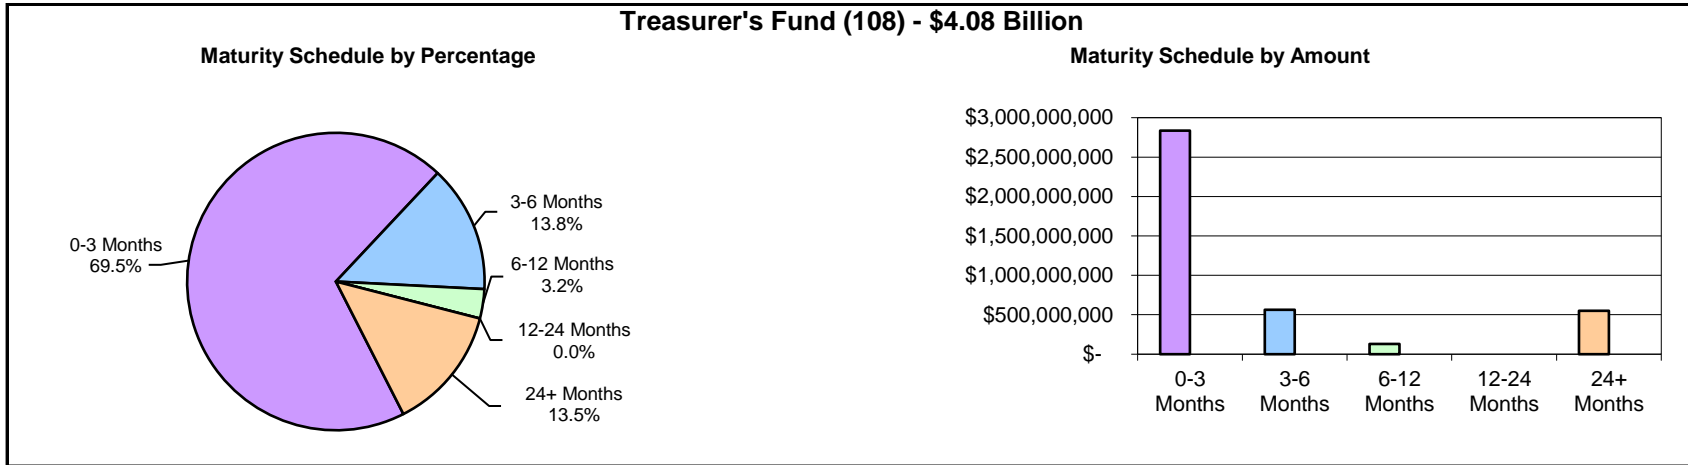 Treasurer's Fund (108) - $4.08 Billion
Maturity Schedule by Percentage
0-3 Months
69.5%
3-6 Months
13.8%
6-12 Months
3.2%
12-24 Months
0.0%
24+ Months
13.5%
Maturity Schedule by Amount
$3,000,000,000
$2,500,000,000
$2,000,000,000
$1,500,000,000
$1,000,000,000
$500,000,000
$-
0-3
Months
3-6
Months
6-12
Months
12-24
Months
24+
Months